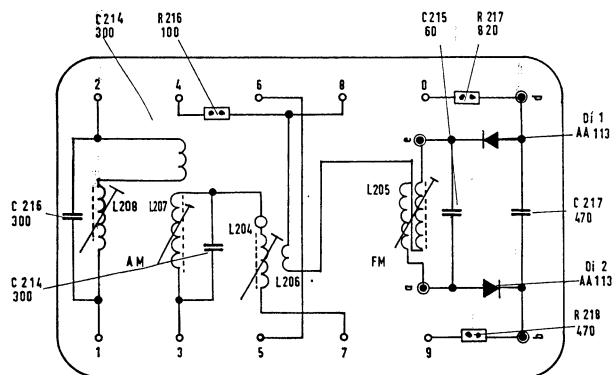 C 214
300
R 216
100
C 215
60
R 217
820
2
4
6
8
0
d
e
Di 1
AA 113
C 216
300
L208
L207
L204
L205
L206
C 217
470
AM
FM
C 214
300
a
Di 2
AA 113
b
R 218
470
1
3
5
7
9